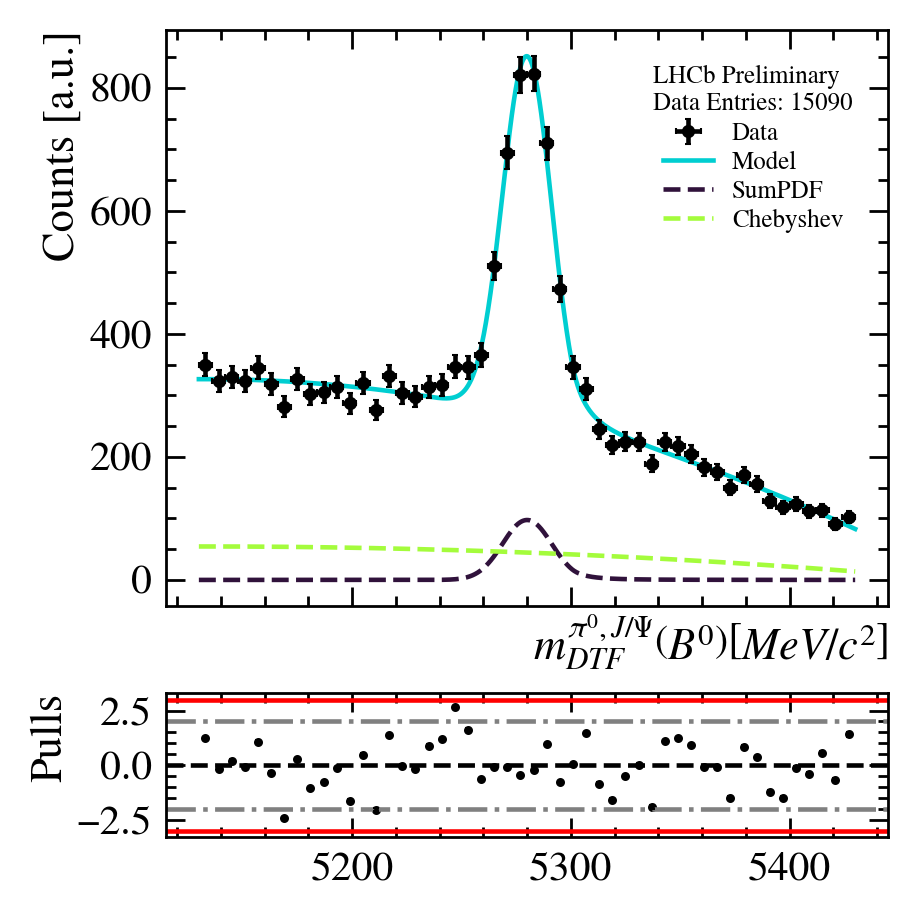 Counts [a.u.]
800
600
400
200
0
LHCb Preliminary
Data Entries: 15090
Data
Model
SumPDF
Chebyshev
m_{DTF}^{π^0, J/Ψ}(B^0)[MeV/c^2]
Pulls
2.5
0.0
−2.5
5200 5300 5400